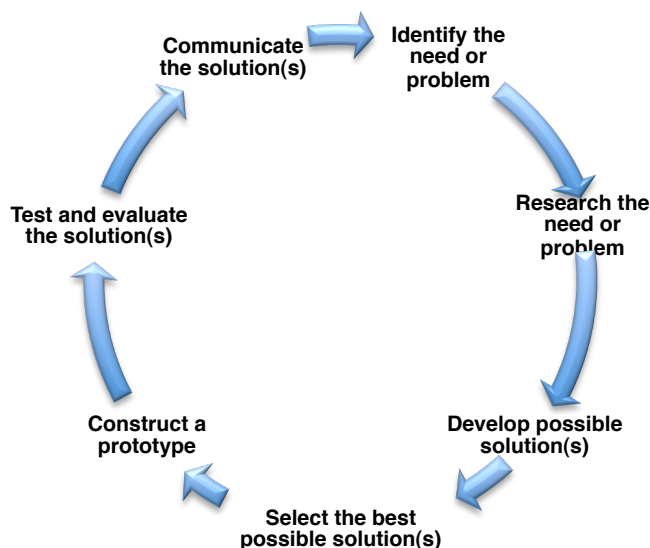 Identify the
need or
problem
Research the
need or
problem
Develop possible
solution(s)
Select the best
possible solution(s)
Construct a
prototype
Test and evaluate
the solution(s)
Communicate
the solution(s)